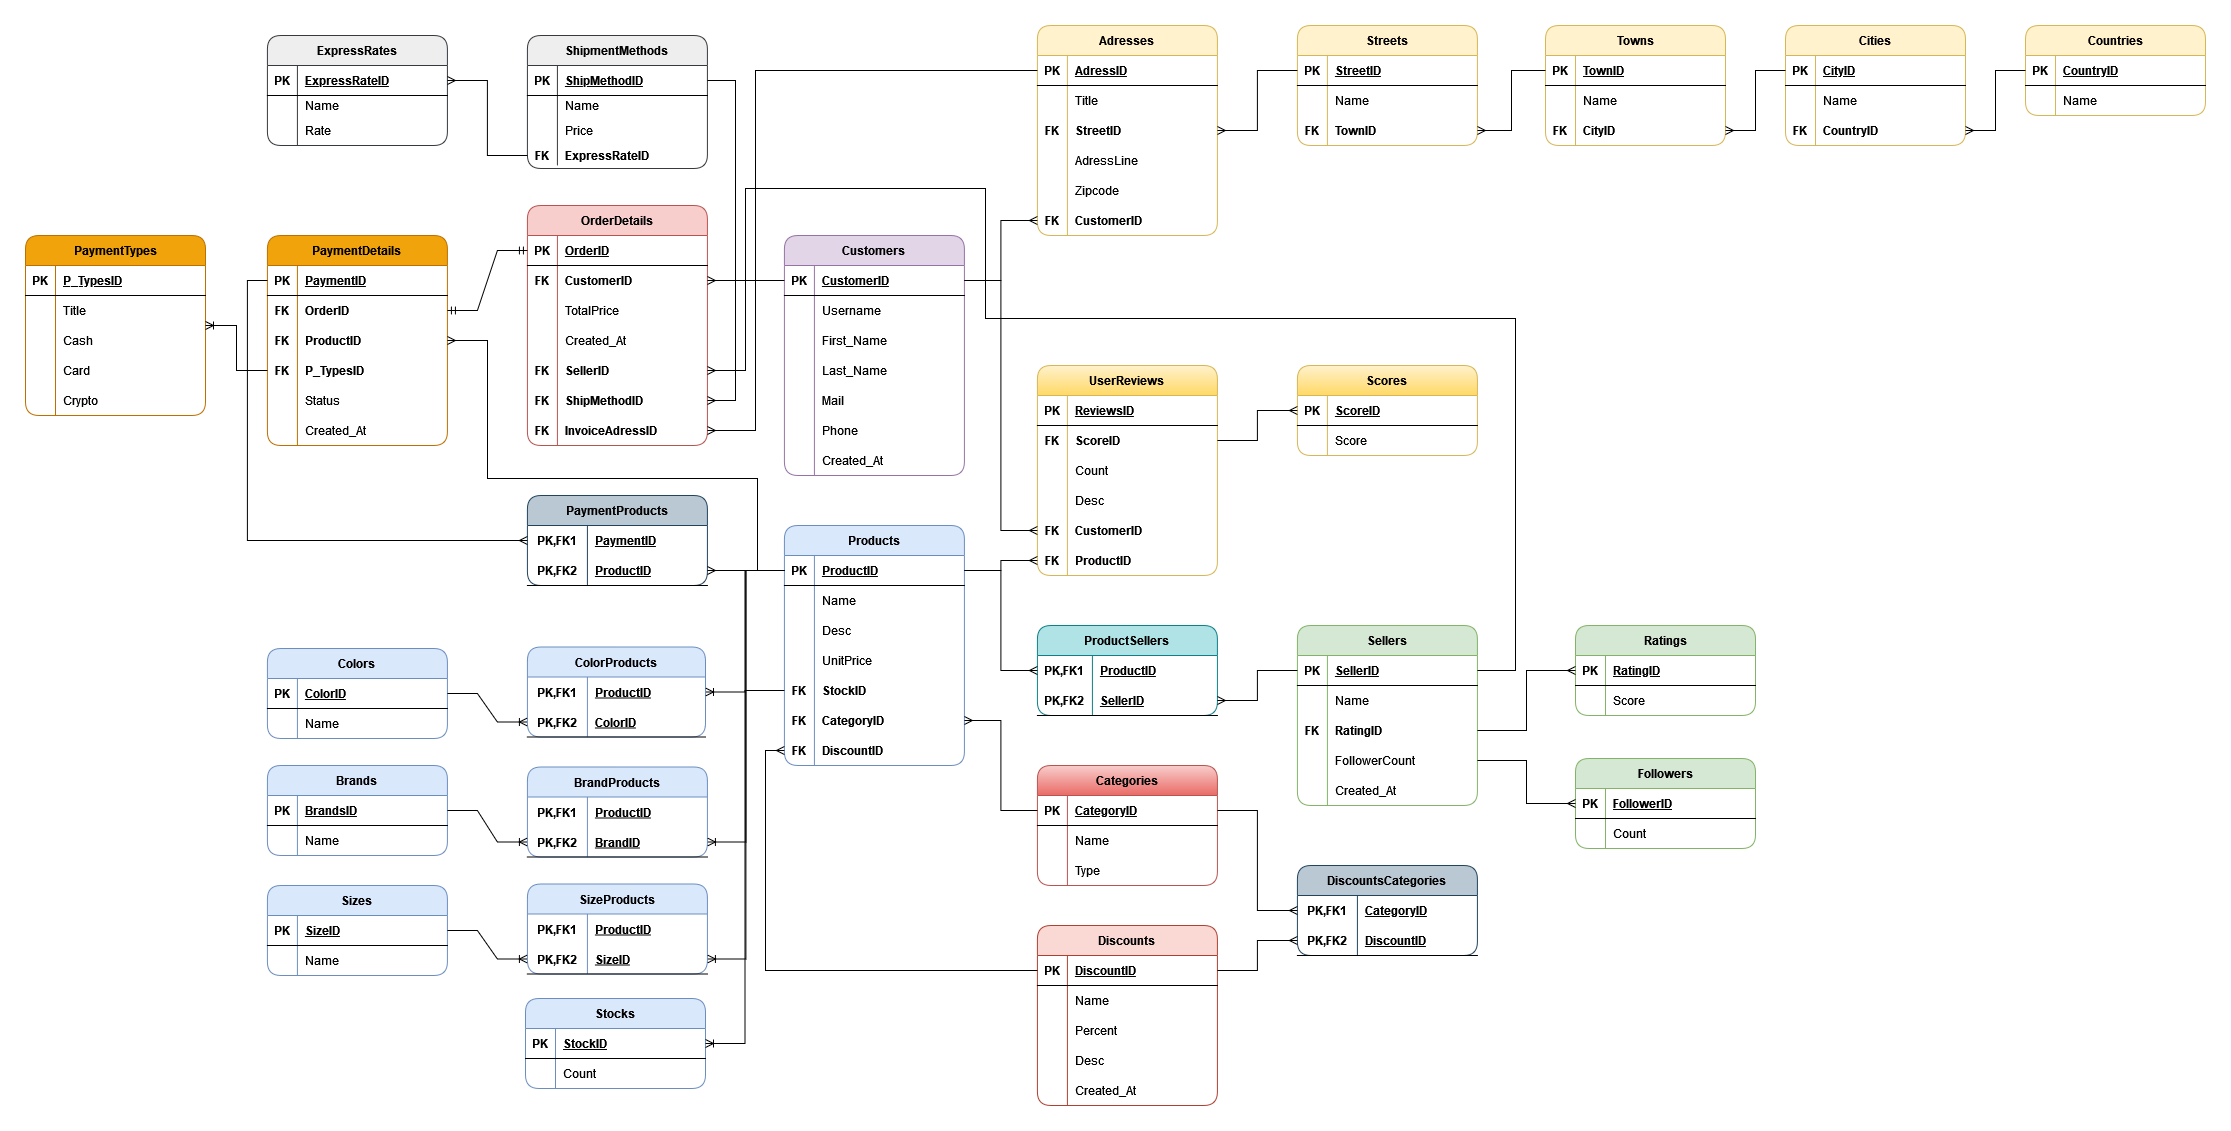 ExpressRates
PK ExpressRateID
Name
Rate
ShipmentMethods
PK ShipMethodID
Name
Price
FK ExpressRateID
Adresses
PK AdressID
Title
FK StreetID
AdressLine
Zipcode
FK CustomerID
Streets
PK StreetID
Name
FK TownID
Towns
PK TownID
Name
FK CityID
Cities
PK CityID
Name
FK CountryID
Countries
PK CountryID
Name
PaymentTypes
PK P_TypesID
Title
Cash
Card
Crypto
PaymentDetails
PK PaymentID
FK OrderID
FK ProductID
FK P_TypesID
Status
Created_At
OrderDetails
PK OrderID
FK CustomerID
TotalPrice
Created_At
FK SellerID
FK ShipMethodID
FK InvoiceAdressID
Customers
PK CustomerID
Username
First_Name
Last_Name
Mail
Phone
Created_At
UserReviews
PK ReviewsID
FK ScoreID
Count
Desc
FK CustomerID
FK ProductID
Scores
PK ScoreID
Score
PaymentProducts
PK,FK1 PaymentID
PK,FK2 ProductID
Products
PK ProductID
Name
Desc
UnitPrice
FK StockID
FK CategoryID
FK DiscountID
ProductSellers
PK,FK1 ProductID
PK,FK2 SellerID
Sellers
PK SellerID
Name
FK RatingID
FollowerCount
Created_At
Ratings
PK RatingID
Score
Colors
PK ColorID
Name
ColorProducts
PK,FK1 ProductID
PK,FK2 ColorID
Followers
PK FollowerID
Count
Brands
PK BrandsID
Name
BrandProducts
PK,FK1 ProductID
PK,FK2 BrandID
Categories
PK CategoryID
Name
Type
DiscountsCategories
PK,FK1 CategoryID
PK,FK2 DiscountID
Sizes
PK SizeID
Name
SizeProducts
PK,FK1 ProductID
PK,FK2 SizeID
Discounts
PK DiscountID
Name
Percent
Desc
Created_At
Stocks
PK StockID
Count